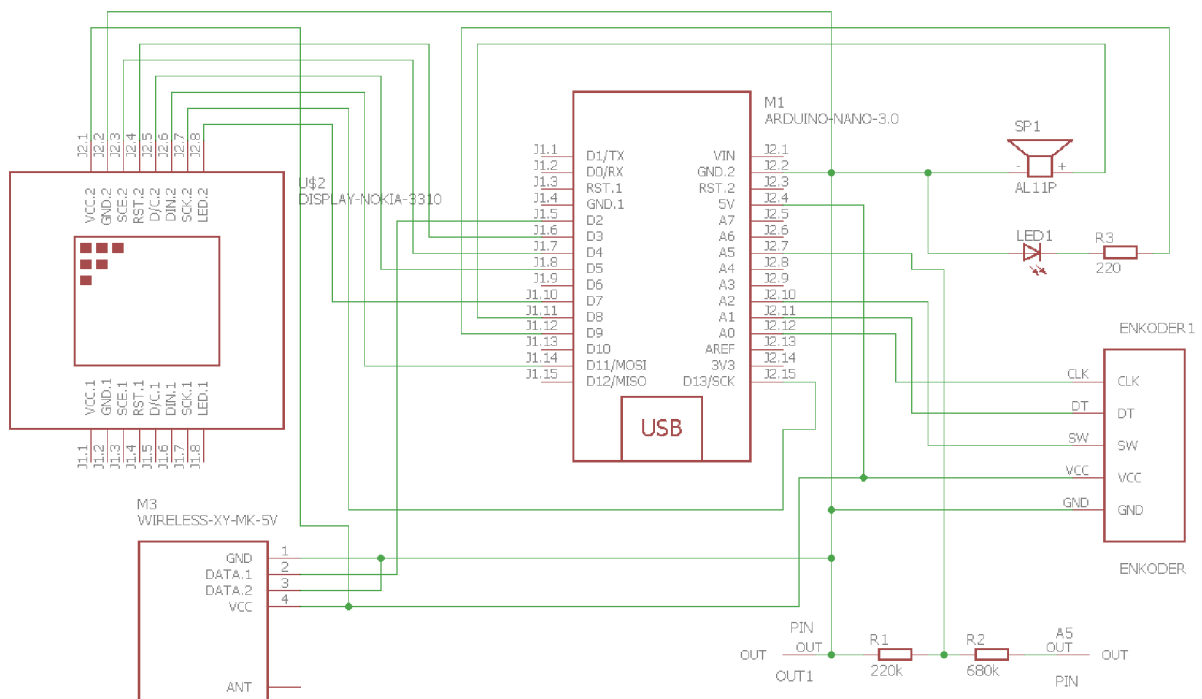 J2.1
J2.2
J2.3
J2.4
J2.5
J2.6
J2.7
J2.8
U$2
DISPLAY-NOKIA-3310
VCC.2
GND.2
SCE.2
RST.2
D/C.2
DIN.2
SCK.2
LED.2
VCC.1
GND.1
SCE.1
RST.1
D/C.1
DIN.1
SCK.1
LED.1
J1.1
J1.2
J1.3
J1.4
J1.5
J1.6
J1.7
J1.8
M3
WIRELESS-XY-MK-5V
GND 1
DATA.1 2
DATA.2 3
VCC 4
ANT
M1
ARDUINO-NANO-3.0
J1.1 D1/TX VIN J2.1
J1.2 D0/RX GND.2 J2.2
J1.3 RST.1 RST.2 J2.3
J1.4 GND.1 5V J2.4
J1.5 D2 A7 J2.5
J1.6 D3 A6 J2.6
J1.7 D4 A5 J2.7
J1.8 D5 A4 J2.8
J1.9 D6 A3 J2.9
J1.10 D7 A2 J2.10
J1.11 D8 A1 J2.11
J1.12 D9 A0 J2.12
J1.13 D10 AREF J2.13
J1.14 D11/MOSI 3V3 J2.14
J1.15 D12/MISO D13/SCK J2.15
USB
SP1
- +
AL11P
LED1
R3
220
ENKODER1
CLK CLK
DT DT
SW SW
VCC VCC
GND GND
ENKODER
PIN
OUT OUT
OUT1
R1
220k
R2
680k
A5
OUT OUT
PIN